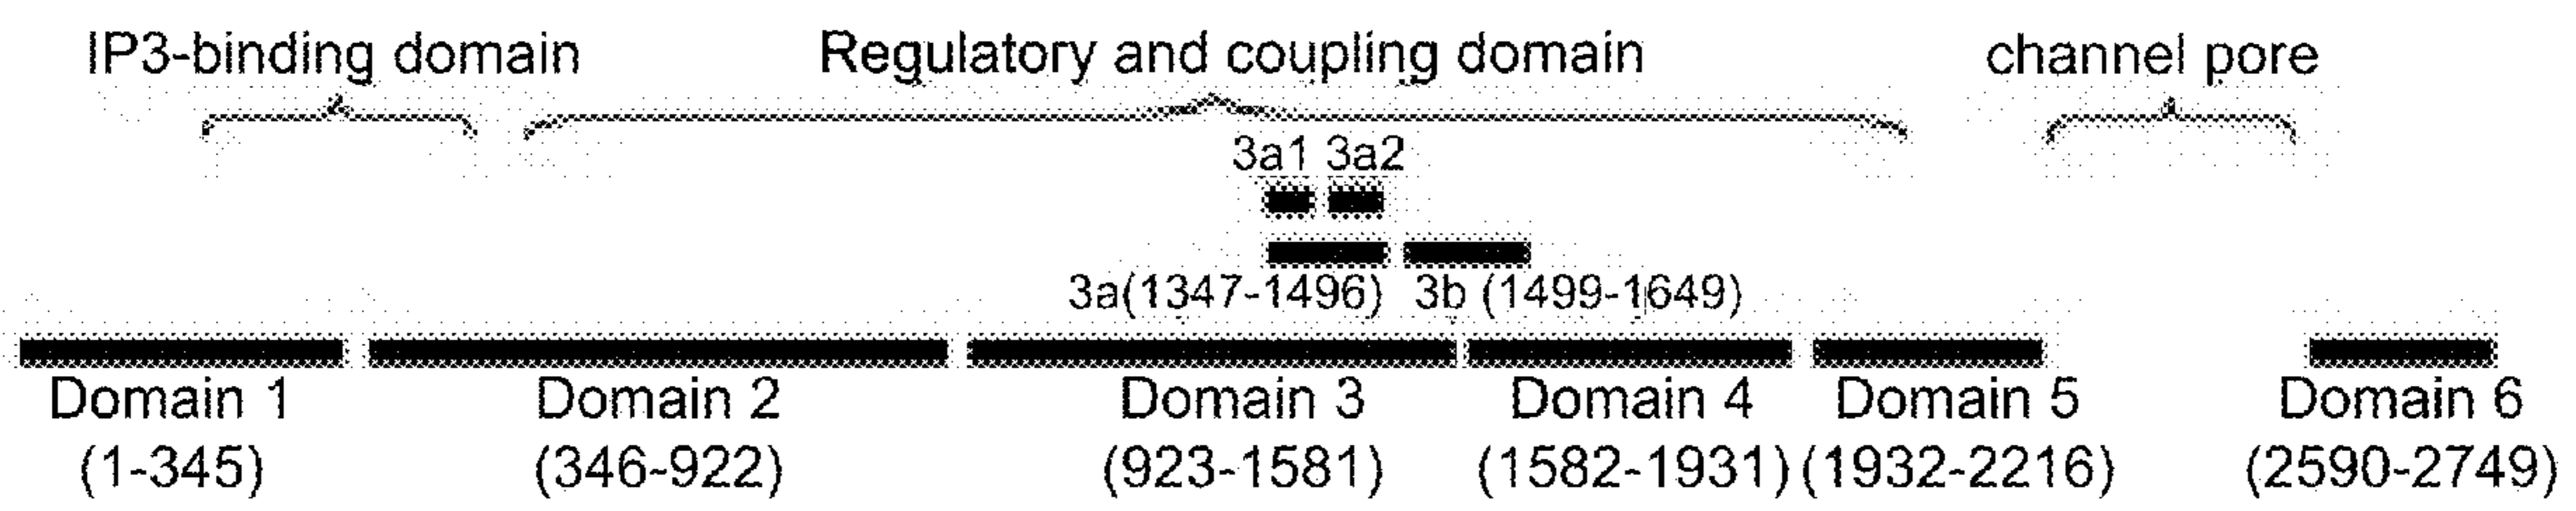 IP3-binding domain Regulatory and coupling domain channel pore
3a1 3a2
3a(1347-1496) 3b (1499-1649)
Domain 1 Domain 2 Domain 3 Domain 4 Domain 5 Domain 6
(1-345) (346-922) (923-1581) (1582-1931) (1932-2216) (2590-2749)